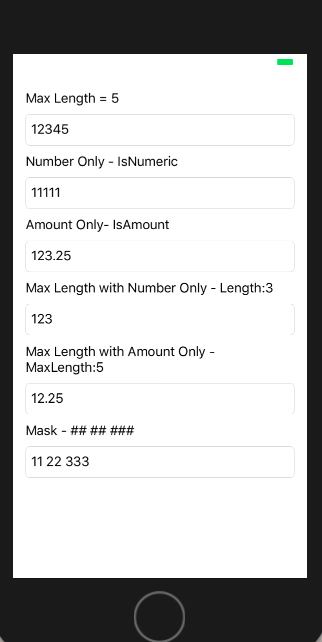 Max Length = 5
12345
Number Only - IsNumeric
11111
Amount Only- IsAmount
123.25
Max Length with Number Only - Length:3
123
Max Length with Amount Only -
MaxLength:5
12.25
Mask - ## ## ###
11 22 333